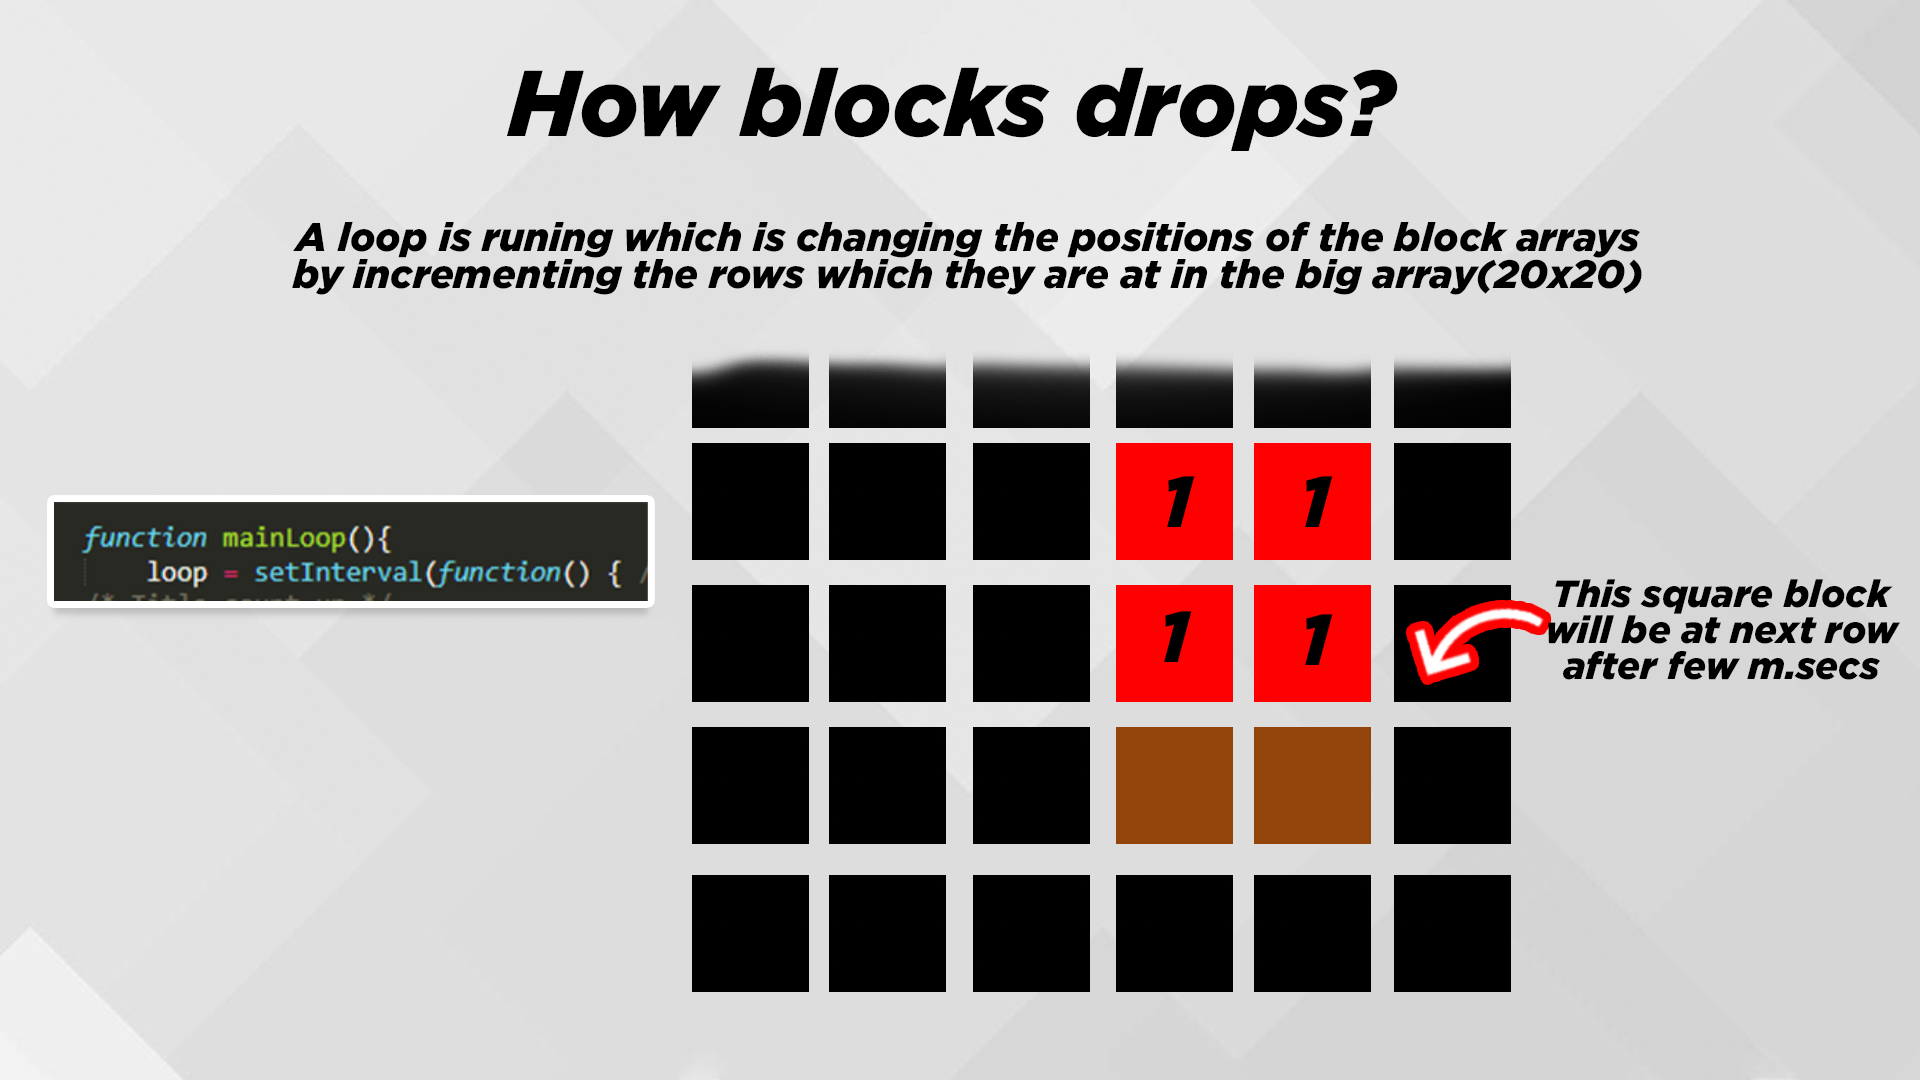 How blocks drops?
A loop is runing which is changing the positions of the block arrays
by incrementing the rows which they are at in the big array(20x20)
function mainLoop(){
loop = setInterval(function() { /
1 1
1 1
This square block
will be at next row
after few m.secs